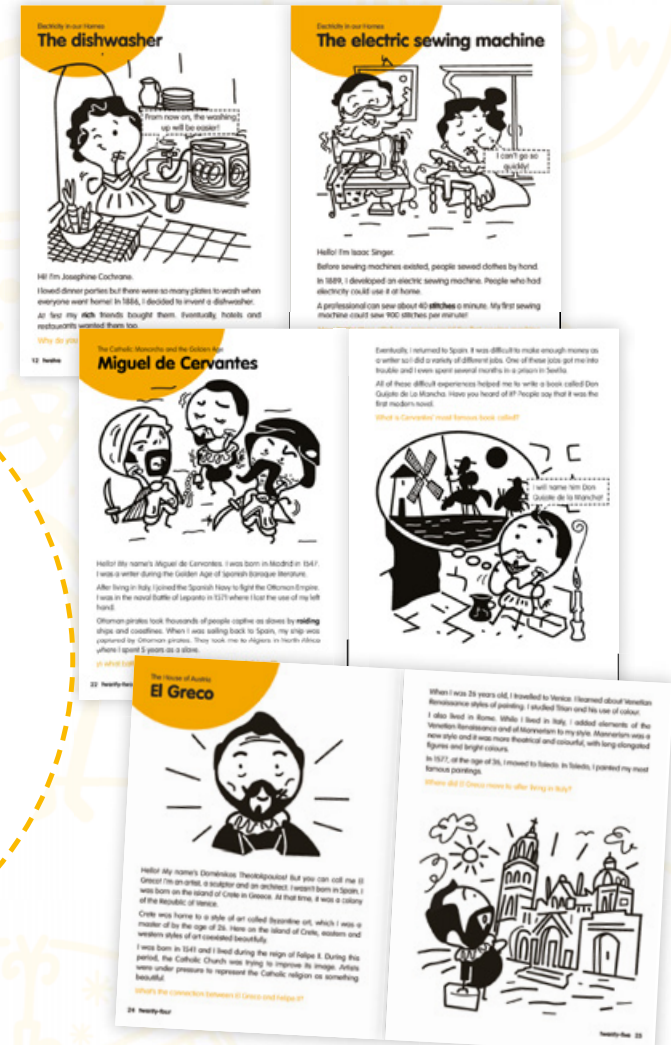 Electricity in our Homes
The dishwasher
From now on, the washing
up will be easier!
Hi! I'm Josephine Cochrane.
I loved dinner parties but there were so many plates to wash when
everyone went home! In 1886, I decided to invent a dishwasher.
At first my rich friends bought them. Eventually, hotels and
restaurants wanted them too.
Why do you
12 twelve
Electricity in our Homes
The electric sewing machine
I can't go so
quickly!
Hello! I'm Isaac Singer.
Before sewing machines existed, people sewed clothes by hand.
In 1889, I developed an electric sewing machine. People who had
electricity could use it at home.
A professional can sew about 40 stitches a minute. My first sewing
machine could sew 900 stitches per minute!
The Catholic Monarchs and the Golden Age
Miguel de Cervantes
Hello! My name's Miguel de Cervantes. I was born in Madrid in 1547.
I was a writer during the Golden Age of Spanish Baroque literature.
After living in Italy, I joined the Spanish Navy to fight the Ottoman Empire.
I was in the naval Battle of Lepanto in 1571 where I lost the use of my left
hand.
Ottoman pirates took thousands of people captive as slaves by raiding
ships and coastlines. When I was sailing back to Spain, my ship was
captured by Ottoman pirates. They took me to Algiers in North Africa
where I spent 5 years as a slave.
In what batt
22 twenty-two
Eventually, I returned to Spain. It was difficult to make enough money as
a writer so I did a variety of different jobs. One of these jobs got me into
trouble and I even spent several months in a prison in Sevilla.
All of these difficult experiences helped me to write a book called Don
Quijote de La Mancha. Have you heard of it? People say that it was the
first modern novel.
What is Cervantes' most famous book called?
I will name him Don
Quijote de la Mancha!
The House of Austria
El Greco
Hello! My name's Doménikos Theotokópoulos! But you can call me El
Greco! I'm an artist, a sculptor and an architect. I wasn't born in Spain, I
was born on the island of Crete in Greece. At that time, it was a colony
of the Republic of Venice.
Crete was home to a style of art called Byzantine art, which I was a
master of by the age of 26. Here on the island of Crete, eastern and
western styles of art coexisted beautifully.
I was born in 1541 and I lived during the reign of Felipe II. During this
period, the Catholic Church was trying to improve its image. Artists
were under pressure to represent the Catholic religion as something
beautiful.
What's the connection between El Greco and Felipe II?
24 twenty-four
When I was 26 years old, I travelled to Venice. I learned about Venetian
Renaissance styles of painting. I studied Titian and his use of colour.
I also lived in Rome. While I lived in Italy, I added elements of the
Venetian Renaissance and of Mannerism to my style. Mannerism was a
new style and it was more theatrical and colourful, with long elongated
figures and bright colours.
In 1577, at the age of 36, I moved to Toledo. In Toledo, I painted my most
famous paintings.
Where did El Greco move to after living in Italy?
twenty-five 25